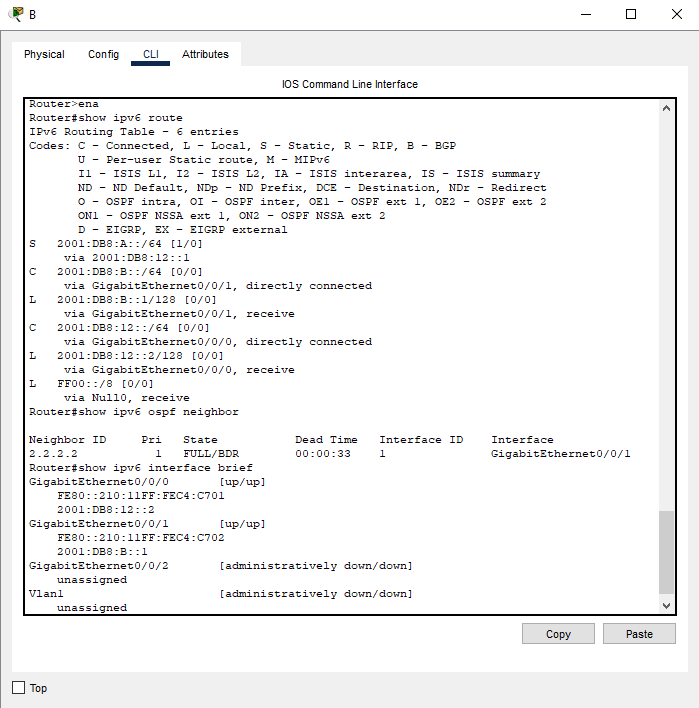 B
Physical Config CLI Attributes
IOS Command Line Interface
Router>ena
Router#show ipv6 route
IPv6 Routing Table - 6 entries
Codes: C - Connected, L - Local, S - Static, R - RIP, B - BGP
       U - Per-user Static route, M - MIPv6
       I1 - ISIS L1, I2 - ISIS L2, IA - ISIS interarea, IS - ISIS summary
       ND - ND Default, NDp - ND Prefix, DCE - Destination, NDr - Redirect
       O - OSPF intra, OI - OSPF inter, OE1 - OSPF ext 1, OE2 - OSPF ext 2
       ON1 - OSPF NSSA ext 1, ON2 - OSPF NSSA ext 2
       D - EIGRP, EX - EIGRP external
S   2001:DB8:A::/64 [1/0]
     via 2001:DB8:12::1
C   2001:DB8:B::/64 [0/0]
     via GigabitEthernet0/0/1, directly connected
L   2001:DB8:B::1/128 [0/0]
     via GigabitEthernet0/0/1, receive
C   2001:DB8:12::/64 [0/0]
     via GigabitEthernet0/0/0, directly connected
L   2001:DB8:12::2/128 [0/0]
     via GigabitEthernet0/0/0, receive
L   FF00::/8 [0/0]
     via Null0, receive
Router#show ipv6 ospf neighbor
Neighbor ID     Pri   State           Dead Time   Interface ID    Interface
2.2.2.2           1   FULL/BDR        00:00:33    1               GigabitEthernet0/0/1
Router#show ipv6 interface brief
GigabitEthernet0/0/0       [up/up]
    FE80::210:11FF:FEC4:C701
    2001:DB8:12::2
GigabitEthernet0/0/1       [up/up]
    FE80::210:11FF:FEC4:C702
    2001:DB8:B::1
GigabitEthernet0/0/2       [administratively down/down]
    unassigned
Vlan1                      [administratively down/down]
    unassigned
Copy Paste
Top